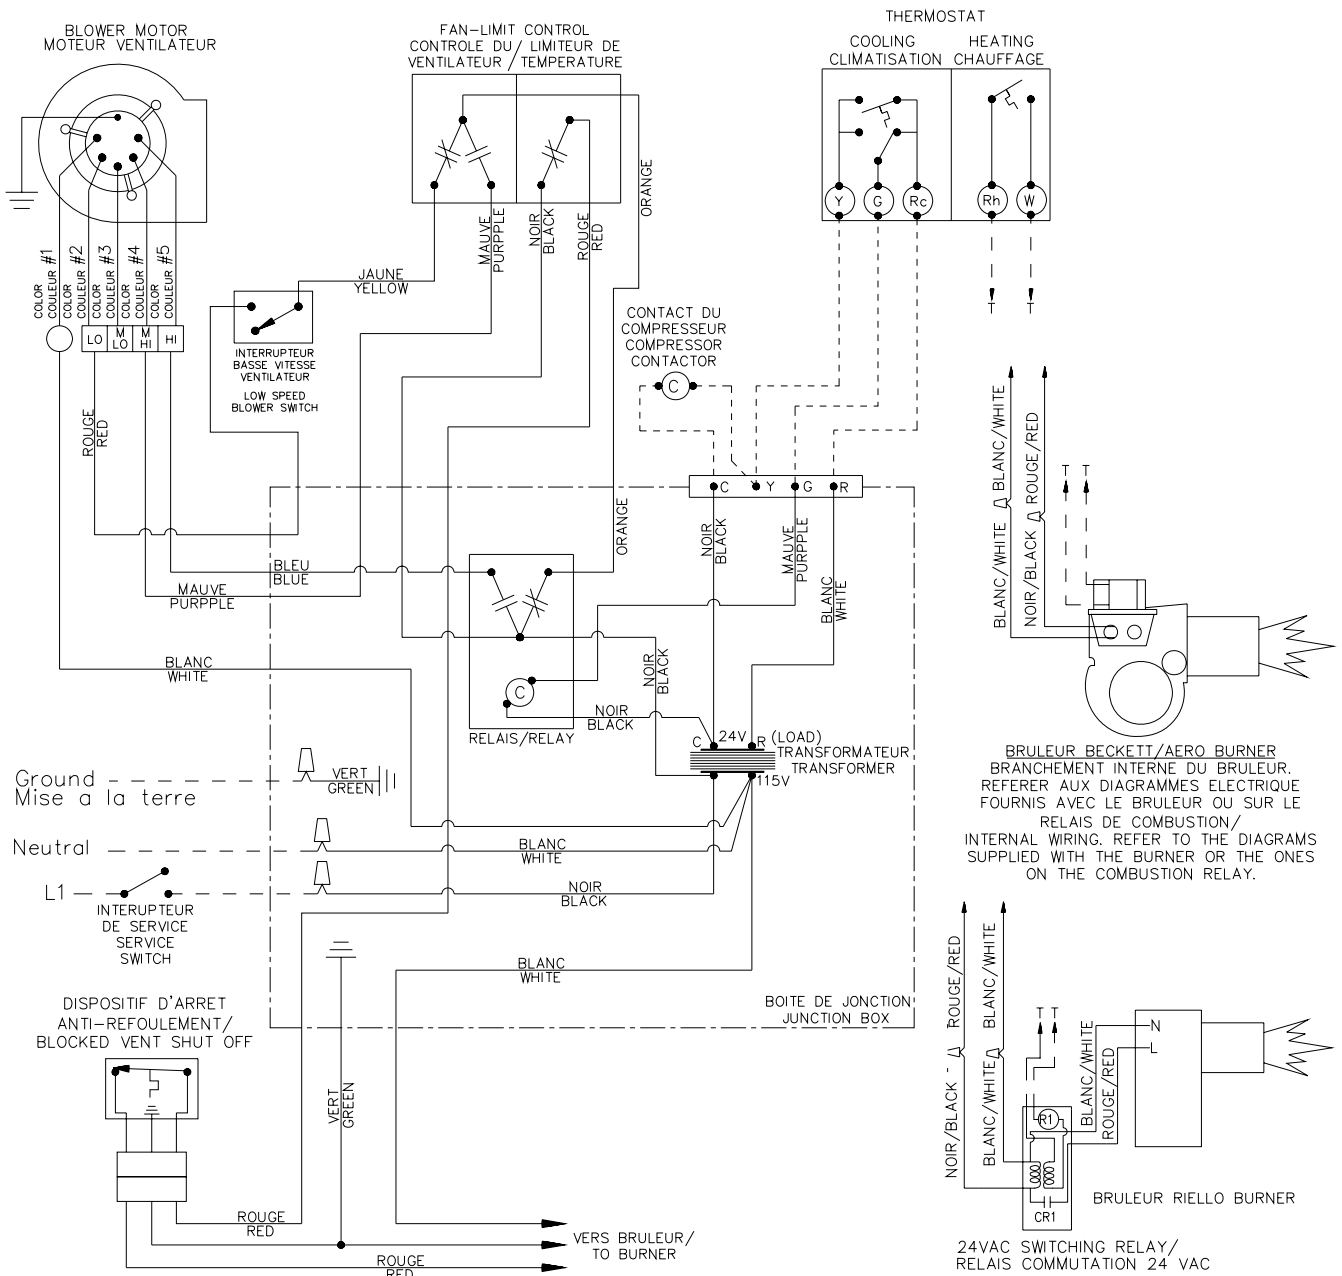 BLOWER MOTOR
MOTEUR VENTILATEUR
FAN-LIMIT CONTROL
CONTROLE DU / LIMITEUR DE
VENTILATEUR / TEMPERATURE
THERMOSTAT
COOLING
CLIMATISATION
HEATING
CHAUFFAGE
Y
G
Rc
Rh
W
ORANGE
MAUVE
PURPPLE
NOIR
BLACK
ROUGE
RED
COLOR
COULEUR #1
COLOR
COULEUR #2
COLOR
COULEUR #3
COLOR
COULEUR #4
COLOR
COULEUR #5
LO
M
LO
M
HI
HI
JAUNE
YELLOW
INTERRUPTEUR
BASSE VITESSE
VENTILATEUR
LOW SPEED
BLOWER SWITCH
T
T
CONTACT DU
COMPRESSEUR
COMPRESSOR
CONTACTOR
C
ROUGE
RED
C
Y
G
R
BLANC/WHITE
BLANC/WHITE
NOIR/BLACK
ROUGE/RED
T
T
ORANGE
NOIR
BLACK
MAUVE
PURPPLE
BLANC
WHITE
BLEU
BLUE
MAUVE
PURPPLE
BLANC
WHITE
NOIR
BLACK
C
NOIR
BLACK
RELAIS/RELAY
C
24V
R
(LOAD)
TRANSFORMATEUR
TRANSFORMER
115V
Ground
Mise a la terre
VERT
GREEN
Neutral
BLANC
WHITE
L1
NOIR
BLACK
INTERUPTEUR
DE SERVICE
SERVICE
SWITCH
BRULEUR BECKETT/AERO BURNER
BRANCHEMENT INTERNE DU BRULEUR.
REFERER AUX DIAGRAMMES ELECTRIQUE
FOURNIS AVEC LE BRULEUR OU SUR LE
RELAIS DE COMBUSTION/
INTERNAL WIRING. REFER TO THE DIAGRAMS
SUPPLIED WITH THE BURNER OR THE ONES
ON THE COMBUSTION RELAY.
BLANC
WHITE
BOITE DE JONCTION
JUNCTION BOX
DISPOSITIF D'ARRET
ANTI-REFOULEMENT/
BLOCKED VENT SHUT OFF
VERT
GREEN
ROUGE
RED
ROUGE
RED
VERS BRULEUR/
TO BURNER
NOIR/BLACK -
ROUGE/RED
BLANC/WHITE
BLANC/WHITE
T
T
BLANC/WHITE
ROUGE/RED
N
L
R1
CR1
BRULEUR RIELLO BURNER
24VAC SWITCHING RELAY/
RELAIS COMMUTATION 24 VAC